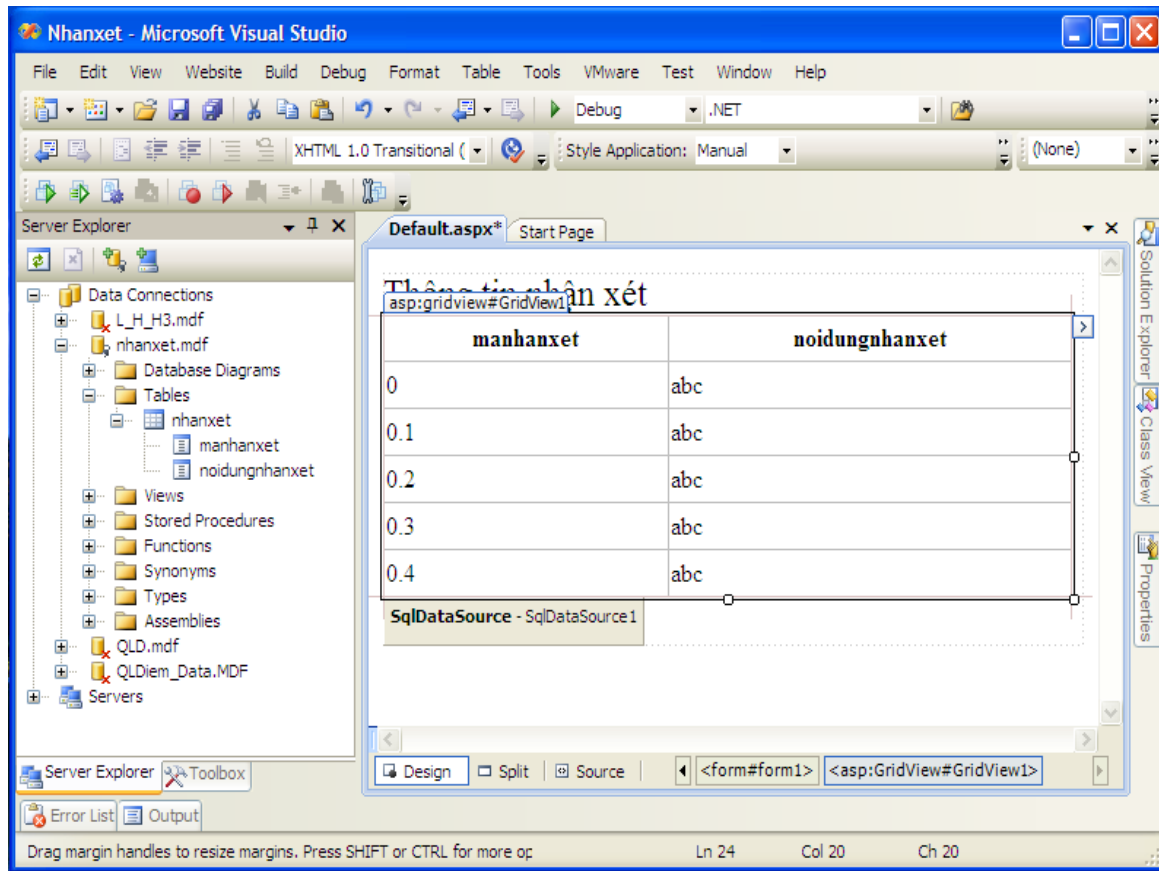 Nhanxet - Microsoft Visual Studio
File Edit View Website Build Debug Format Table Tools VMware Test Window Help
Debug .NET
XHTML 1.0 Transitional ( Style Application: Manual (None)
Server Explorer
Data Connections
L_H_H3.mdf
nhanxet.mdf
Database Diagrams
Tables
nhanxet
manhanxet
noidungnhanxet
Views
Stored Procedures
Functions
Synonyms
Types
Assemblies
QLD.mdf
QLDiem_Data.MDF
Servers
Server Explorer Toolbox
Default.aspx* Start Page
Thông tin nhận xét
asp:gridview#GridView1
manhanxet noidungnhanxet
0 abc
0.1 abc
0.2 abc
0.3 abc
0.4 abc
SqlDataSource - SqlDataSource1
Design Split Source <form#form1> <asp:GridView#GridView1>
Solution Explorer
Class View
Properties
Error List Output
Drag margin handles to resize margins. Press SHIFT or CTRL for more op Ln 24 Col 20 Ch 20